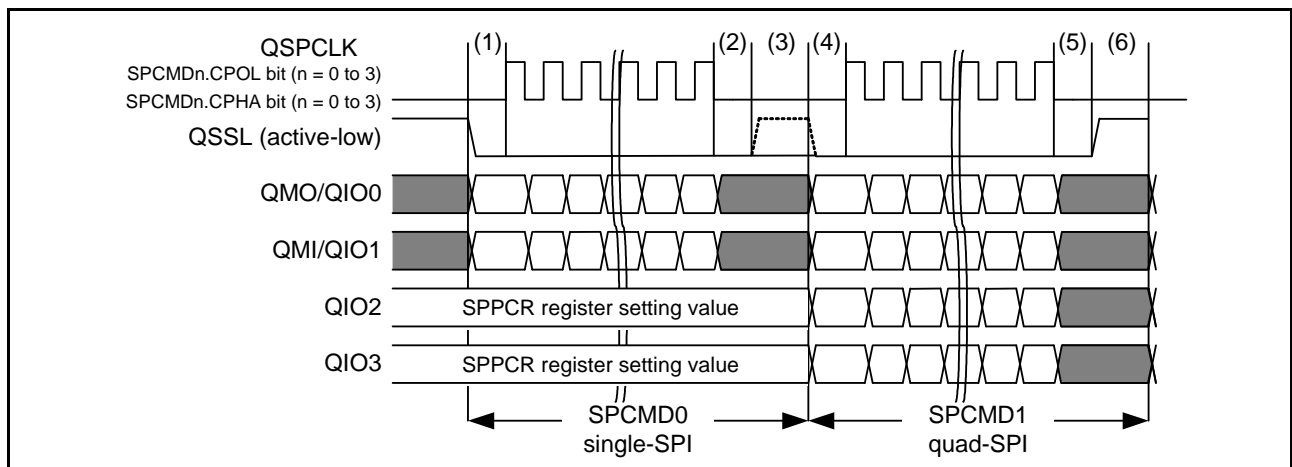 QSPCLK
(1) (2) (3) (4) (5) (6)
SPCMDn.CPOL bit (n = 0 to 3)
SPCMDn.CPHA bit (n = 0 to 3)
QSSL (active-low)
QMO/QIO0
QMI/QIO1
QIO2 SPPCR register setting value
QIO3 SPPCR register setting value
SPCMD0 SPCMD1
single-SPI quad-SPI